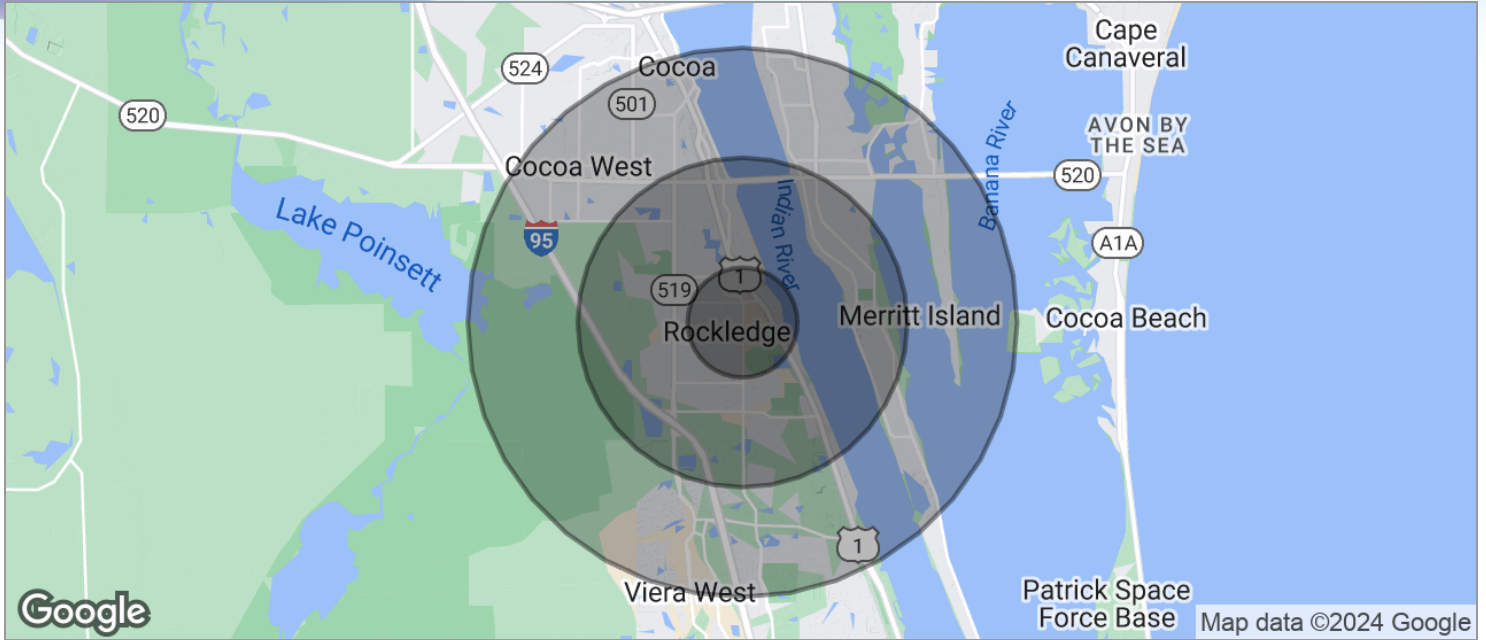 Cape
Canaveral
Cocoa
524
501
520
AVON BY
THE SEA
Cocoa West
520
Banana River
Indian River
Lake Poinsett
95
A1A
1
519
Rockledge
Merritt Island
Cocoa Beach
1
Viera West
Patrick Space
Force Base
Google
Map data ©2024 Google